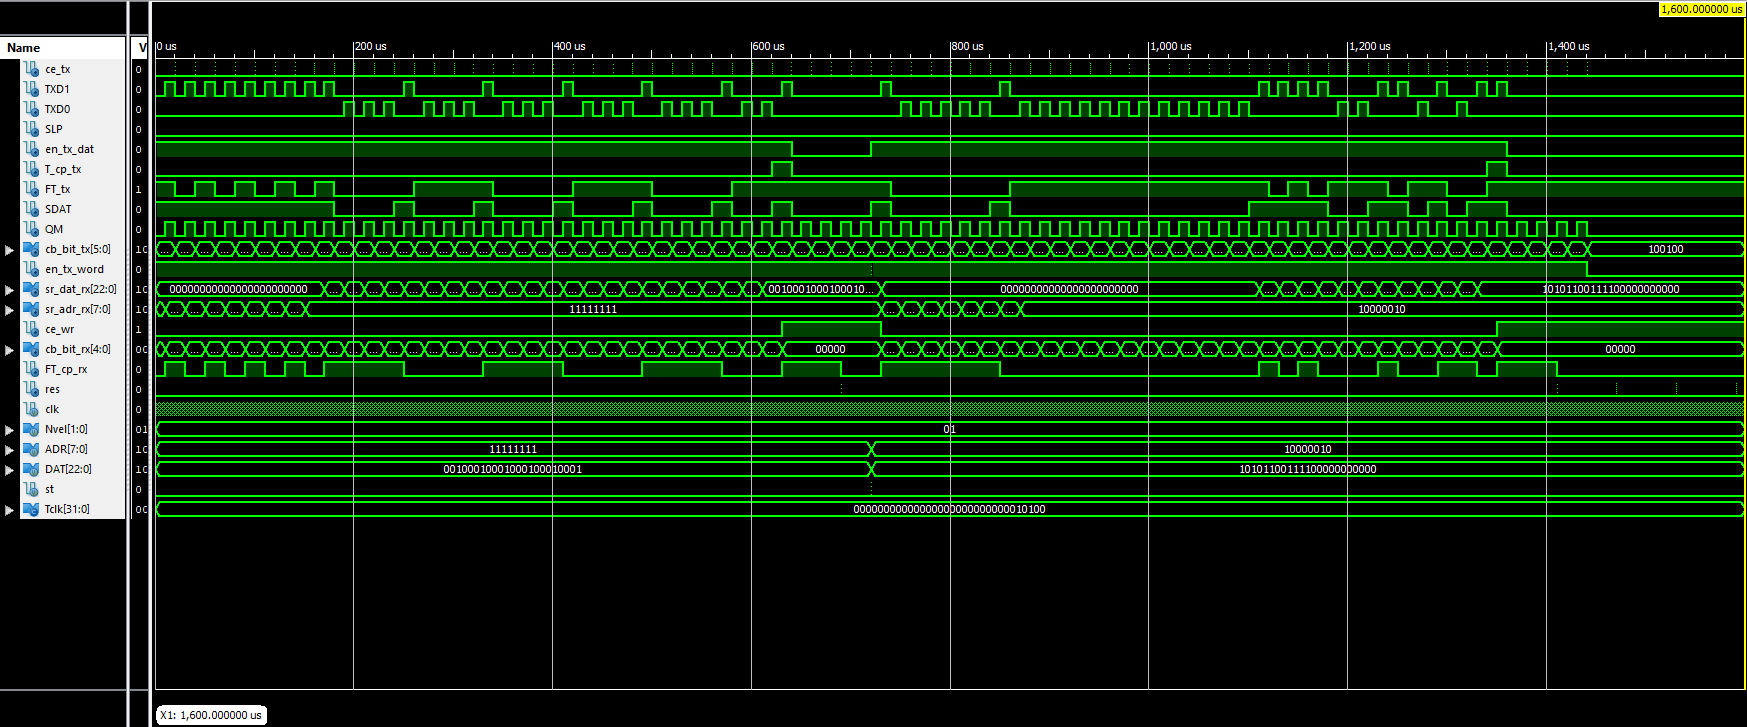 1,600.000000 us
Name V 0 us 200 us 400 us 600 us 800 us 1,000 us 1,200 us 1,400 us
ce_tx 0
TXD1 0
TXD0 0
SLP 0
en_tx_dat 0
T_cp_tx 0
FT_tx 1
SDAT 0
QM 0
cb_bit_tx[5:0] 10 100100
en_tx_word 0
sr_dat_rx[22:0] 10 00000000000000000000000 0010001000100010... 00000000000000000000000 10101100111100000000000
sr_adr_rx[7:0] 10 11111111 10000010
ce_wr 1
cb_bit_rx[4:0] 00 00000 00000
FT_cp_rx 0
res 0
clk 0
Nvel[1:0] 01 01
ADR[7:0] 10 11111111 10000010
DAT[22:0] 10 00100010001000100010001 10101100111100000000000
st 0
Tclk[31:0] 00 00000000000000000000000000010100
X1: 1,600.000000 us